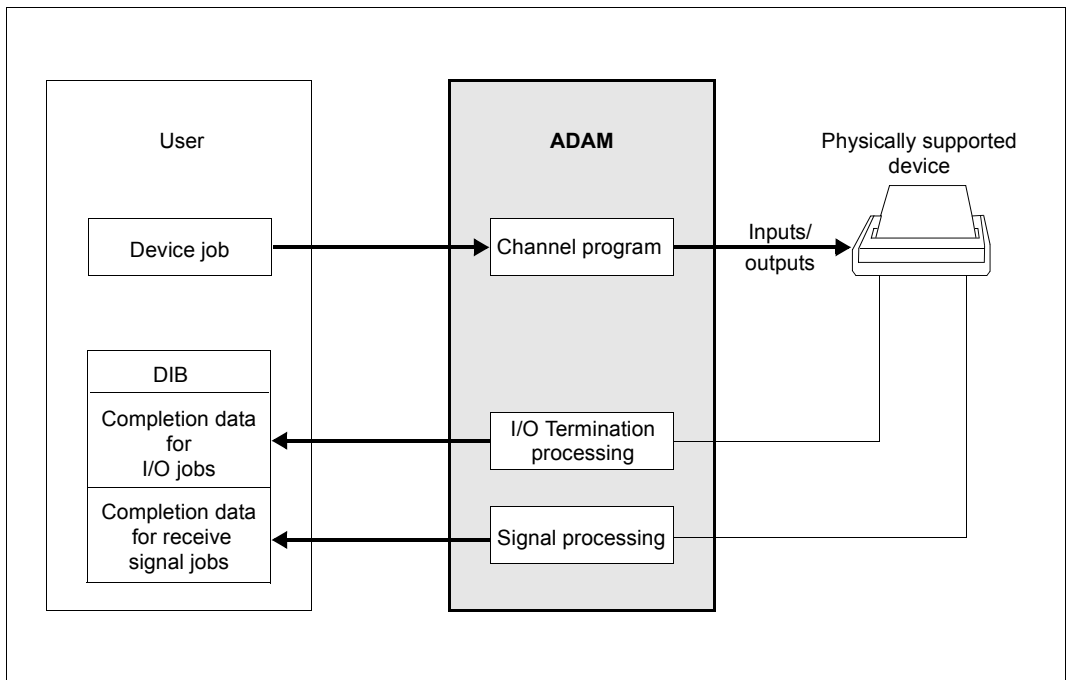 User
ADAM
Physically supported
device
Device job
Channel program
Inputs/
outputs
DIB
Completion data
for
I/O jobs
I/O Termination
processing
Completion data
for receive
signal jobs
Signal processing